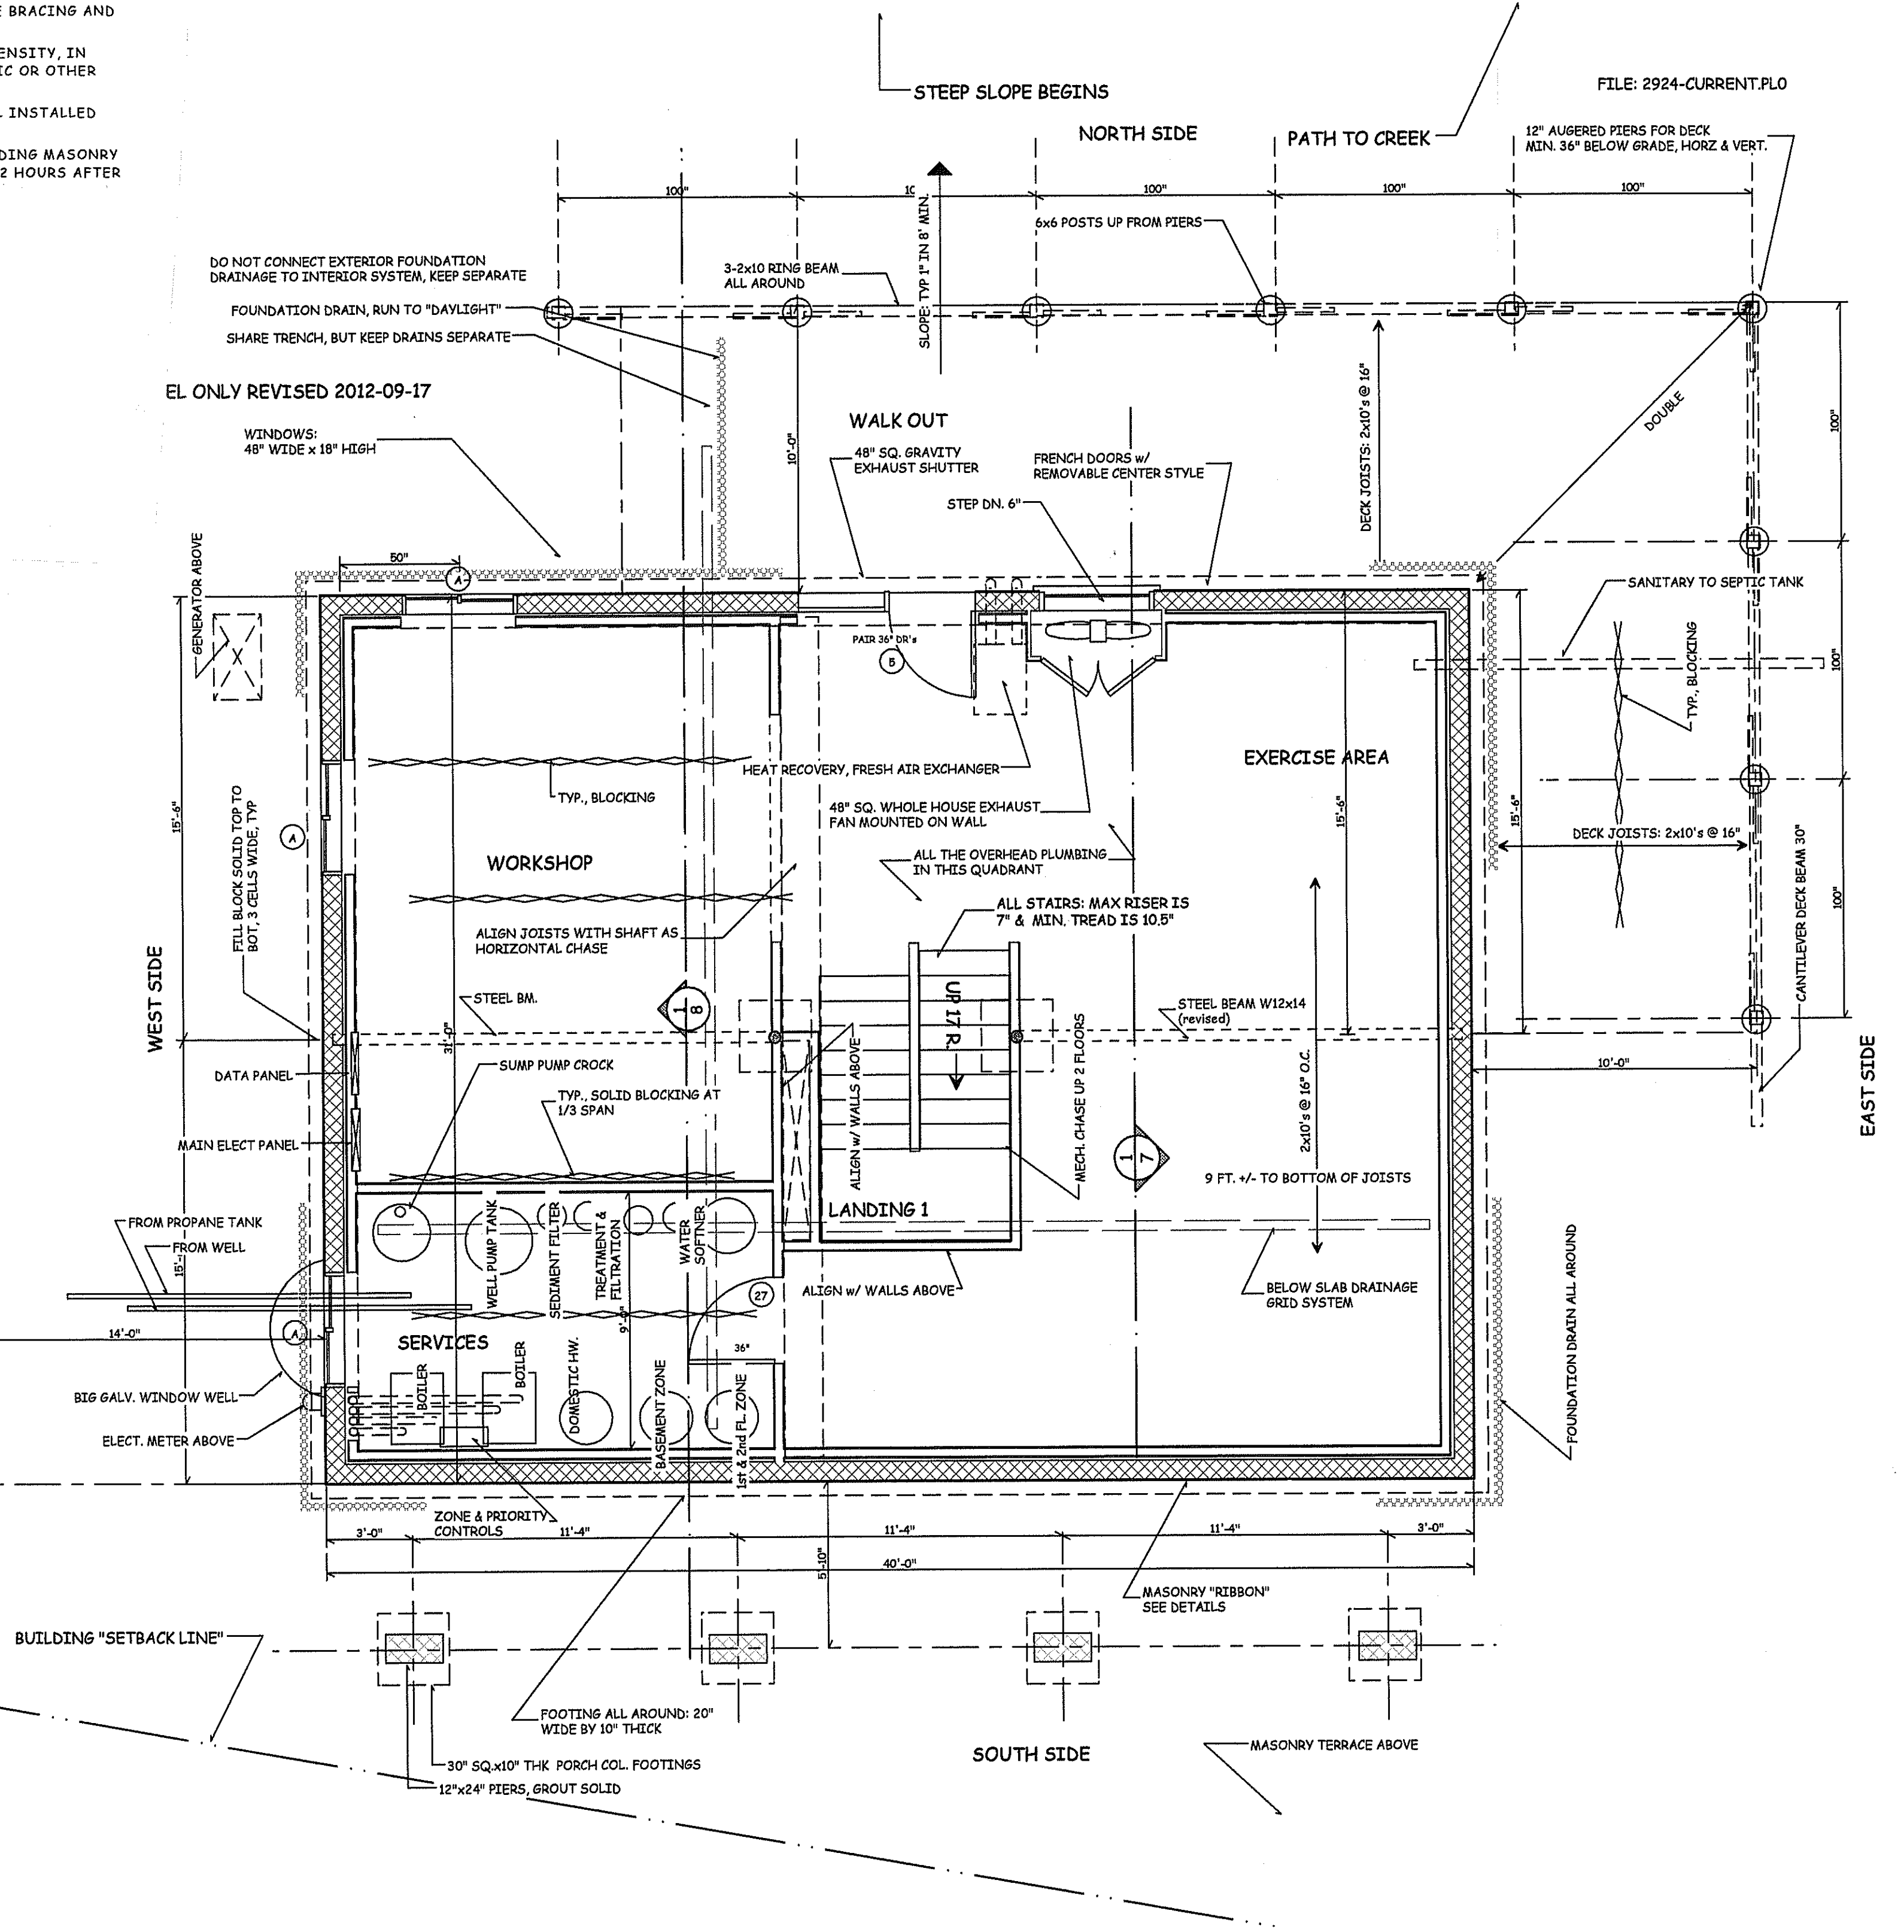 E BRACING AND
ENSITY, IN
IC OR OTHER
INSTALLED
DING MASONRY
2 HOURS AFTER
STEEP SLOPE BEGINS
FILE: 2924-CURRENT.PLO
NORTH SIDE
PATH TO CREEK
12" AUGERED PIERS FOR DECK
MIN. 36" BELOW GRADE, HORZ & VERT.
100"
10
100"
100"
100"
SLOPE: TYP 1" IN 8' MIN.
6x6 POSTS UP FROM PIERS
DO NOT CONNECT EXTERIOR FOUNDATION
DRAINAGE TO INTERIOR SYSTEM, KEEP SEPARATE
3-2x10 RING BEAM
ALL AROUND
FOUNDATION DRAIN, RUN TO "DAYLIGHT"
SHARE TRENCH, BUT KEEP DRAINS SEPARATE
EL ONLY REVISED 2012-09-17
WINDOWS:
48" WIDE x 18" HIGH
WALK OUT
48" SQ. GRAVITY
EXHAUST SHUTTER
10'-0"
FRENCH DOORS w/
REMOVABLE CENTER STYLE
STEP DN. 6"
DECK JOISTS: 2x10's @ 16"
DOUBLE
100"
GENERATOR ABOVE
50"
A
SANITARY TO SEPTIC TANK
PAIR 36" DR's
5
TYP., BLOCKING
100"
HEAT RECOVERY, FRESH AIR EXCHANGER
EXERCISE AREA
TYP., BLOCKING
48" SQ. WHOLE HOUSE EXHAUST
FAN MOUNTED ON WALL
15'-6"
15'-6"
15'-6"
A
FILL BLOCK SOLID TOP TO
BOT, 3 CELLS WIDE, TYP
WORKSHOP
ALL THE OVERHEAD PLUMBING
IN THIS QUADRANT
DECK JOISTS: 2x10's @ 16"
100"
ALL STAIRS: MAX RISER IS
7" & MIN. TREAD IS 10.5"
ALIGN JOISTS WITH SHAFT AS
HORIZONTAL CHASE
CANTILEVER DECK BEAM 30"
WEST SIDE
STEEL BM.
1
8
UP 17 R.
STEEL BEAM W12x14
(revised)
31'-0"
SUMP PUMP CROCK
DATA PANEL
10'-0"
EAST SIDE
TYP., SOLID BLOCKING AT
1/3 SPAN
ALIGN w/ WALLS ABOVE
MECH. CHASE UP 2 FLOORS
2x10's @ 16" O.C.
MAIN ELECT PANEL
1
7
9 FT. +/- TO BOTTOM OF JOISTS
LANDING 1
FROM PROPANE TANK
FROM WELL
15'-
WELL PUMP TANK
SEDIMENT FILTER
TREATMENT &
FILTRATION
WATER
SOFTNER
ALIGN w/ WALLS ABOVE
27
BELOW SLAB DRAINAGE
GRID SYSTEM
FOUNDATION DRAIN ALL AROUND
14'-0"
A
SERVICES
9'-0"
36"
BIG GALV. WINDOW WELL
BOILER
BOILER
DOMESTIC HW.
BASEMENT ZONE
1st & 2nd FL. ZONE
ELECT. METER ABOVE
ZONE & PRIORITY
CONTROLS
3'-0"
11'-4"
11'-4"
11'-4"
3'-0"
40'-0"
5'-10"
MASONRY "RIBBON"
SEE DETAILS
BUILDING "SETBACK LINE"
FOOTING ALL AROUND: 20"
WIDE BY 10" THICK
SOUTH SIDE
MASONRY TERRACE ABOVE
30" SQ.x10" THK PORCH COL. FOOTINGS
12"x24" PIERS, GROUT SOLID